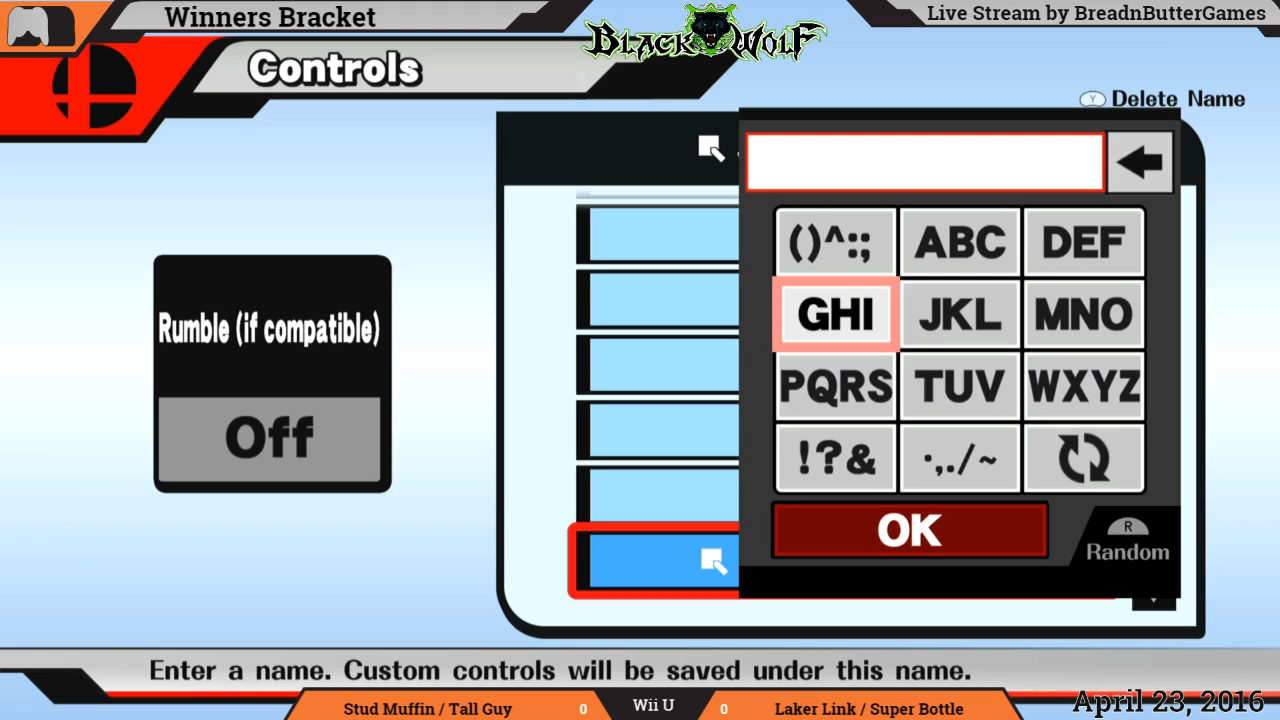 Winners Bracket
BLACK WOLF
Live Stream by BreadnButterGames
Controls
Y Delete Name
()^:; ABC DEF
Rumble (if compatible)
GHI JKL MNO
Off
PQRS TUV WXYZ
!?& ·,./~
OK
R
Random
Enter a name. Custom controls will be saved under this name.
Stud Muffin / Tall Guy 0 Wii U 0 Laker Link / Super Bottle
April 23, 2016